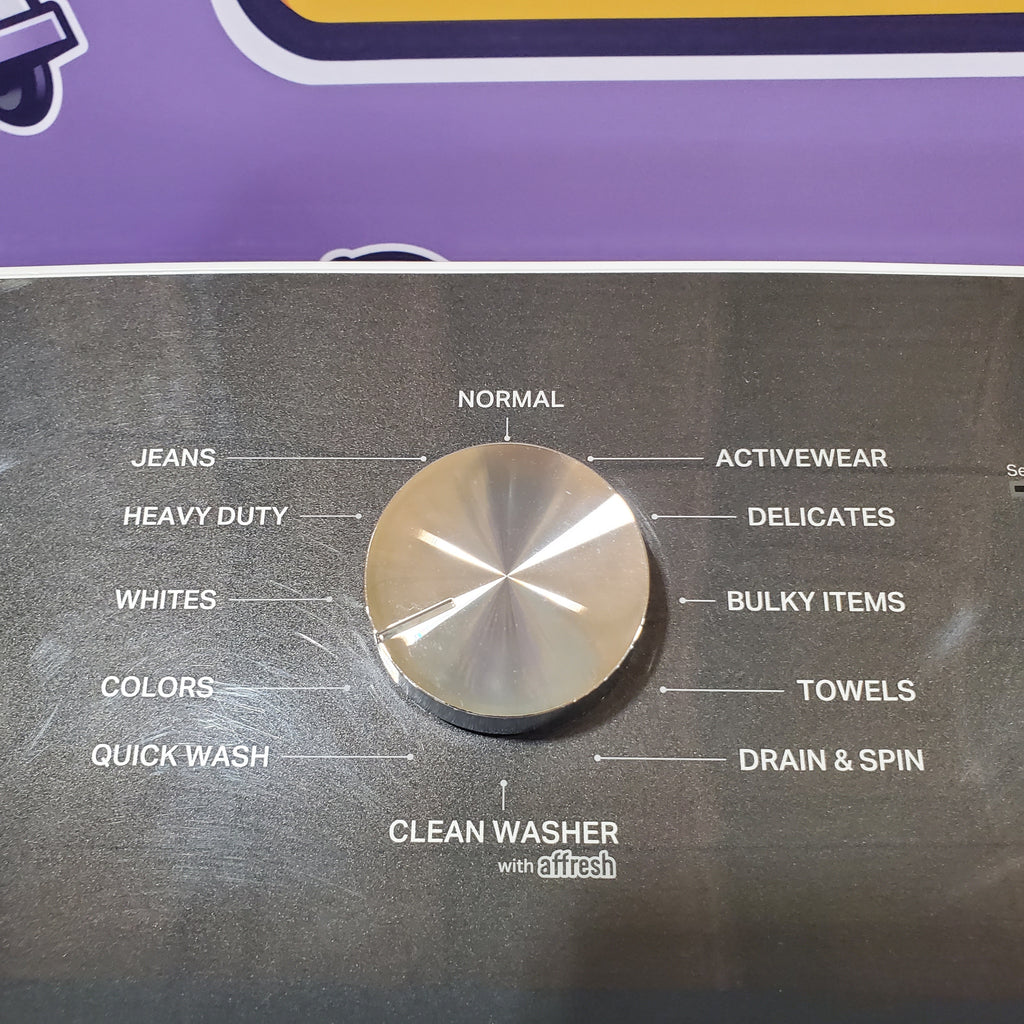 NORMAL
JEANS
ACTIVEWEAR
HEAVY DUTY
DELICATES
WHITES
BULKY ITEMS
COLORS
TOWELS
QUICK WASH
DRAIN & SPIN
CLEAN WASHER
with affresh